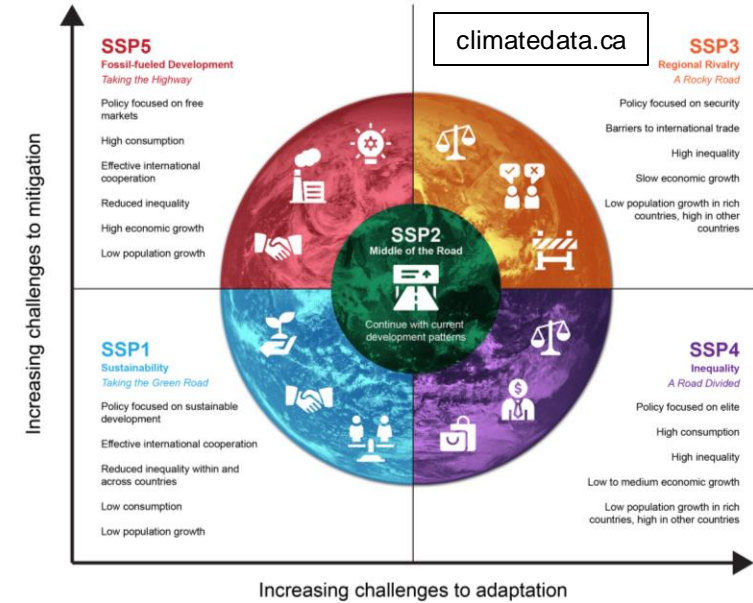 climatedata.ca
SSP5
Fossil-fueled Development
Taking the Highway
Policy focused on free
markets
High consumption
Effective international
cooperation
Reduced inequality
High economic growth
Low population growth
SSP3
Regional Rivalry
A Rocky Road
Policy focused on security
Barriers to international trade
High inequality
Slow economic growth
Low population growth in rich
countries, high in other
countries
SSP2
Middle of the Road
Continue with current
development patterns
SSP1
Sustainability
Taking the Green Road
Policy focused on sustainable
development
Effective international cooperation
Reduced inequality within and
across countries
Low consumption
Low population growth
SSP4
Inequality
A Road Divided
Policy focused on elite
High consumption
High inequality
Low to medium economic growth
Low population growth in rich
countries, high in other countries
Increasing challenges to mitigation
Increasing challenges to adaptation